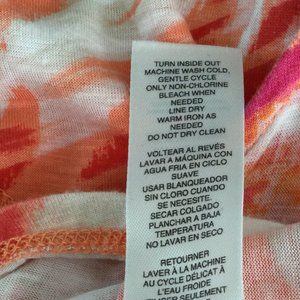 TURN INSIDE OUT
MACHINE WASH COLD,
GENTLE CYCLE
ONLY NON-CHLORINE
BLEACH WHEN
NEEDED
LINE DRY
WARM IRON AS
NEEDED
DO NOT DRY CLEAN
VOLTEAR AL REVÉS
LAVAR A MÁQUINA CON
AGUA FRIA EN CICLO
SUAVE
USAR BLANQUEADOR
SIN CLORO CUANDO
SE NECESITE.
SECAR COLGADO
PLANCHAR A BAJA
TEMPERATURA
NO LAVAR EN SECO
RETOURNER
LAVER À LA MACHINE
AU CYCLE DÉLICAT À
L'EAU FROIDE
SEULEMENT